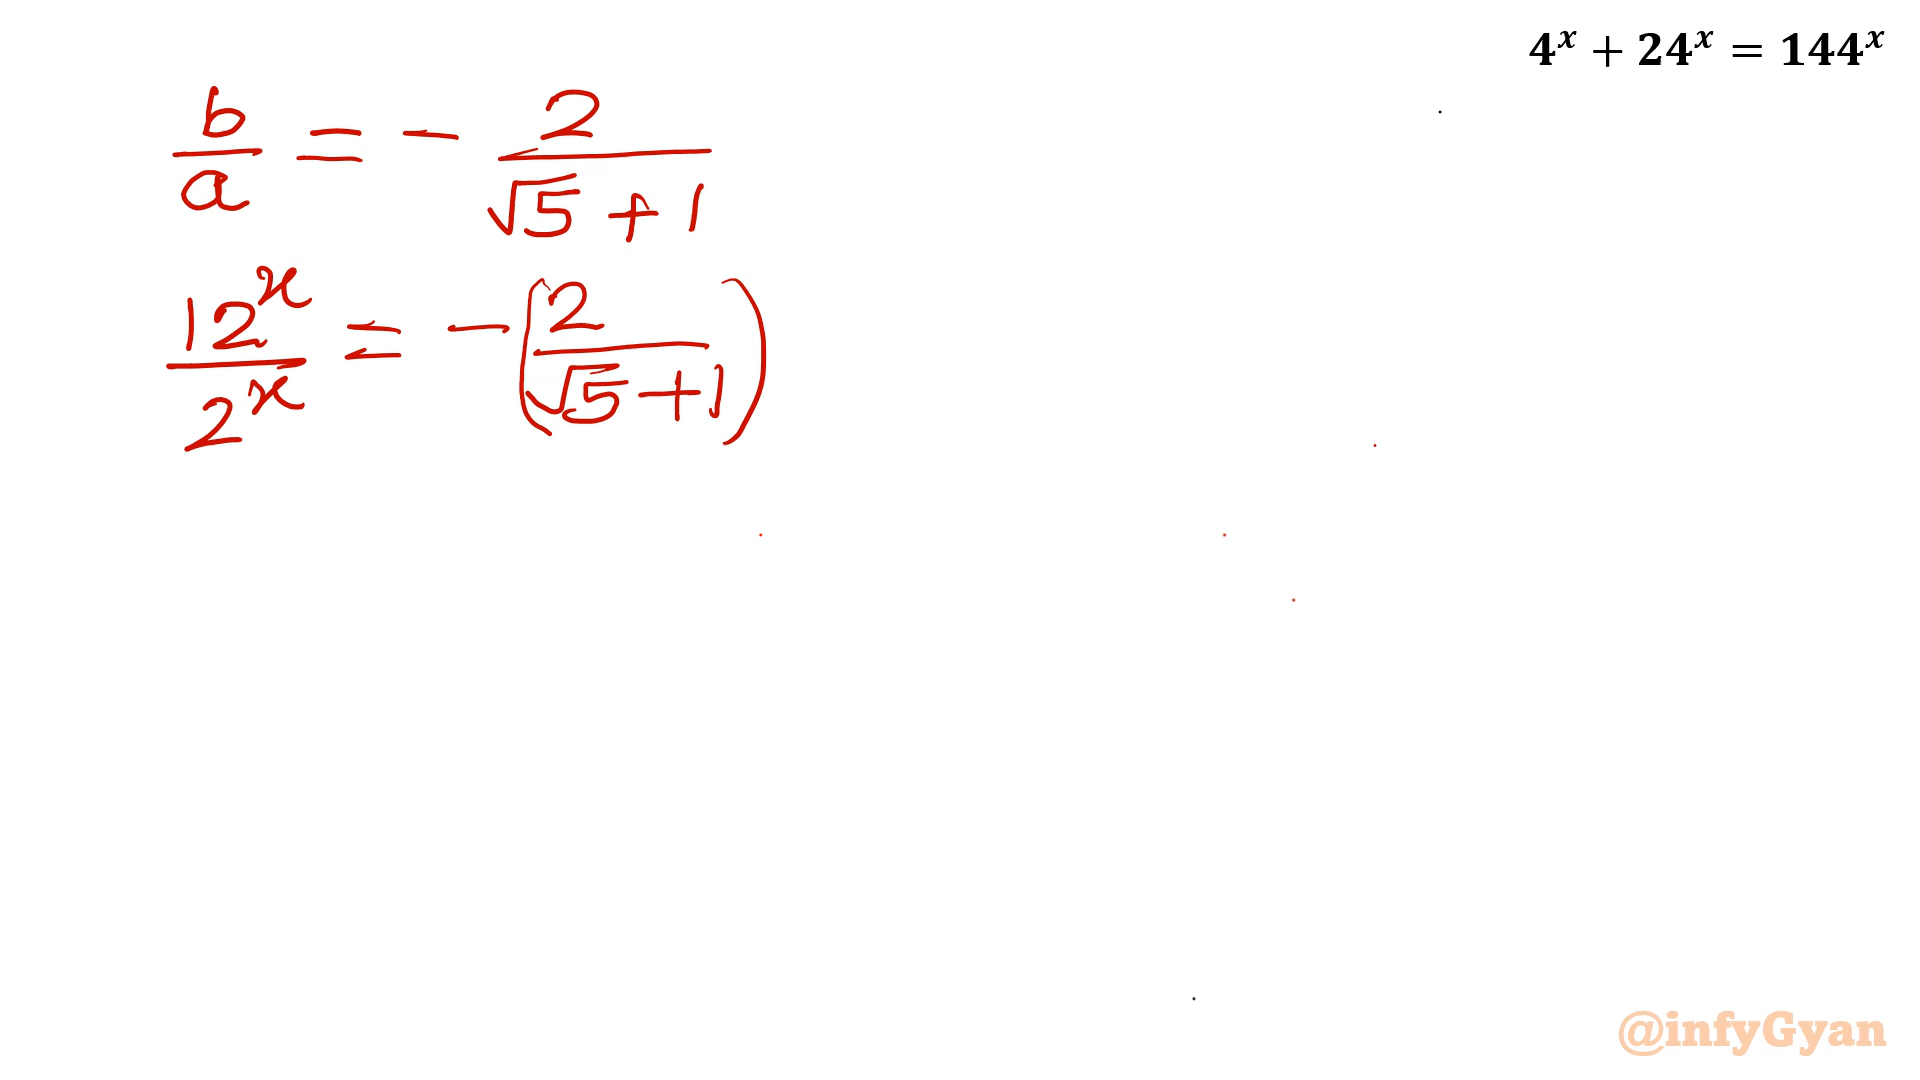 4^x + 24^x = 144^x
b/a = - 2/(√5 + 1)
12^x/2^x = -(2/(√5 + 1))
@infyGyan